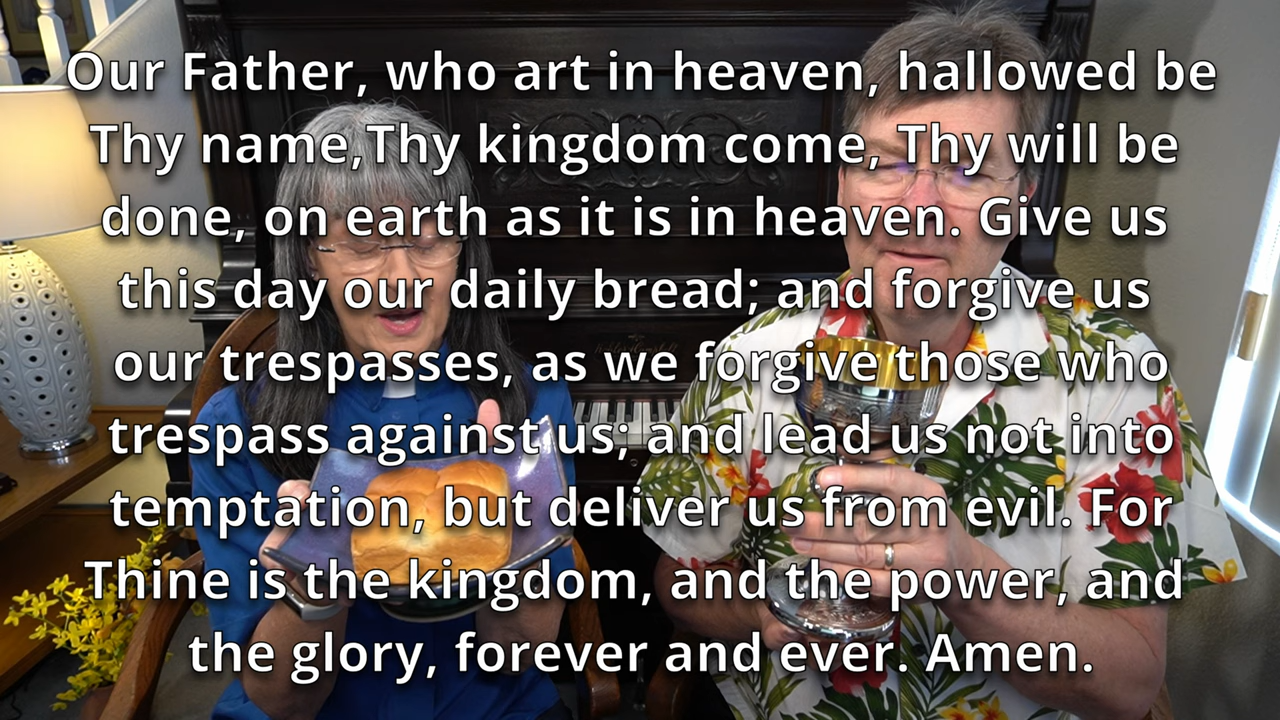 Our Father, who art in heaven, hallowed be
Thy name,Thy kingdom come, Thy will be
done, on earth as it is in heaven. Give us
this day our daily bread; and forgive us
our trespasses, as we forgive those who
trespass against us; and lead us not into
temptation, but deliver us from evil. For
Thine is the kingdom, and the power, and
the glory, forever and ever. Amen.